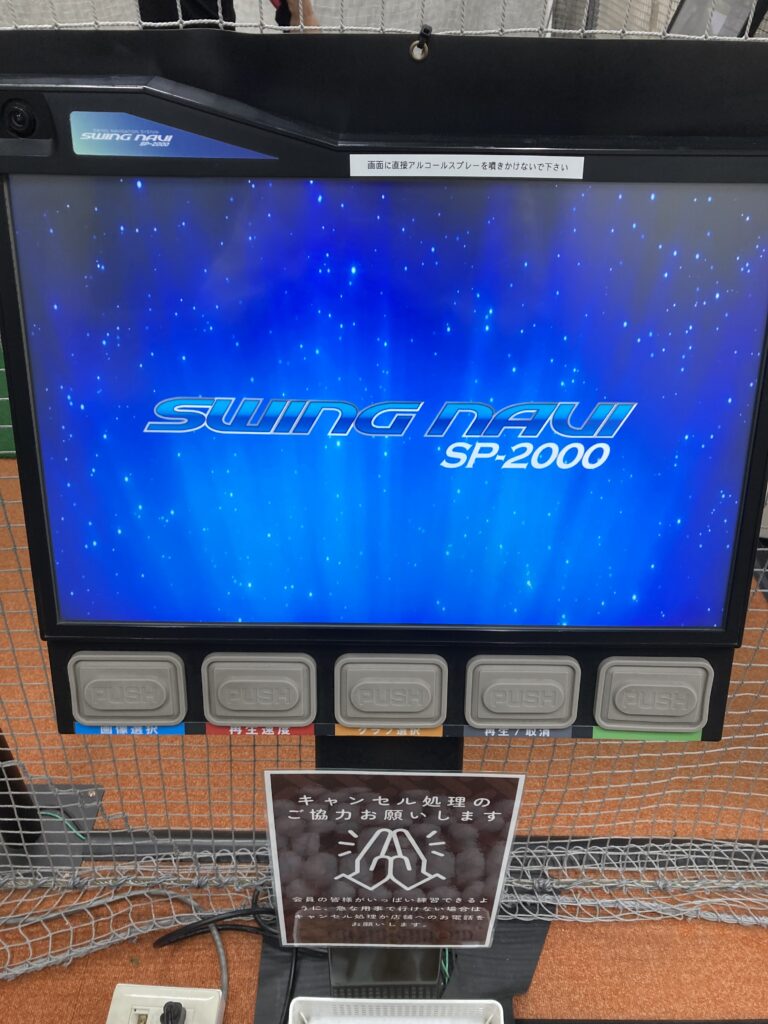 SWING NAVIGATION SYSTEM
SWING NAVI
SP-2000
画面に直接アルコールスプレーを噴きかけないで下さい
SWING NAVI
SP-2000
PUSH PUSH PUSH PUSH PUSH
画像選択 再生速度 クラブ選択 再生/取消
キャンセル処理の
ご協力お願いします
会員の皆様がいっぱい練習できるよ
うに、急な用事で行けない場合は、
キャンセル処理か店舗へのお電話を
お願いします。